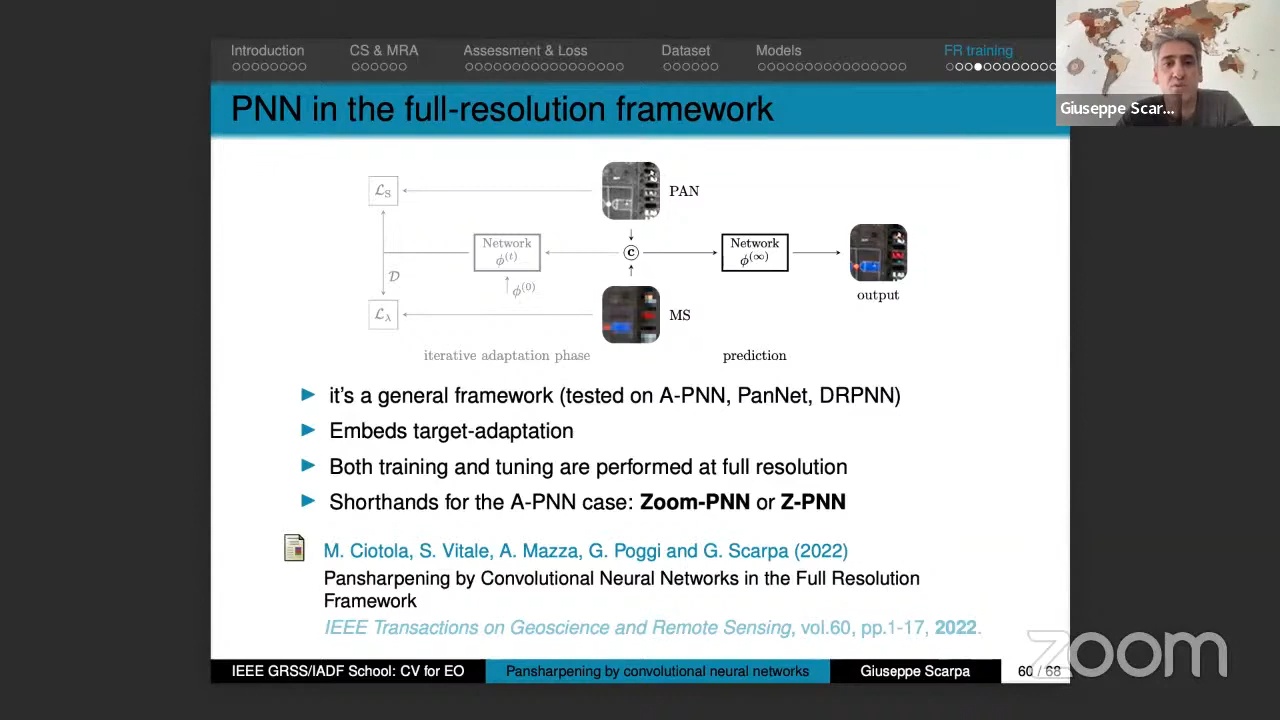 Introduction CS & MRA Assessment & Loss Dataset Models FR training
Giuseppe Scar...
PNN in the full-resolution framework
ℒS PAN
Network ϕ(t) c Network ϕ(∞)
𝒟 ϕ(0) output
ℒλ MS
iterative adaptation phase prediction
it's a general framework (tested on A-PNN, PanNet, DRPNN)
Embeds target-adaptation
Both training and tuning are performed at full resolution
Shorthands for the A-PNN case: Zoom-PNN or Z-PNN
M. Ciotola, S. Vitale, A. Mazza, G. Poggi and G. Scarpa (2022)
Pansharpening by Convolutional Neural Networks in the Full Resolution
Framework
IEEE Transactions on Geoscience and Remote Sensing, vol.60, pp.1-17, 2022.
zoom
IEEE GRSS/IADF School: CV for EO Pansharpening by convolutional neural networks Giuseppe Scarpa 60 / 68